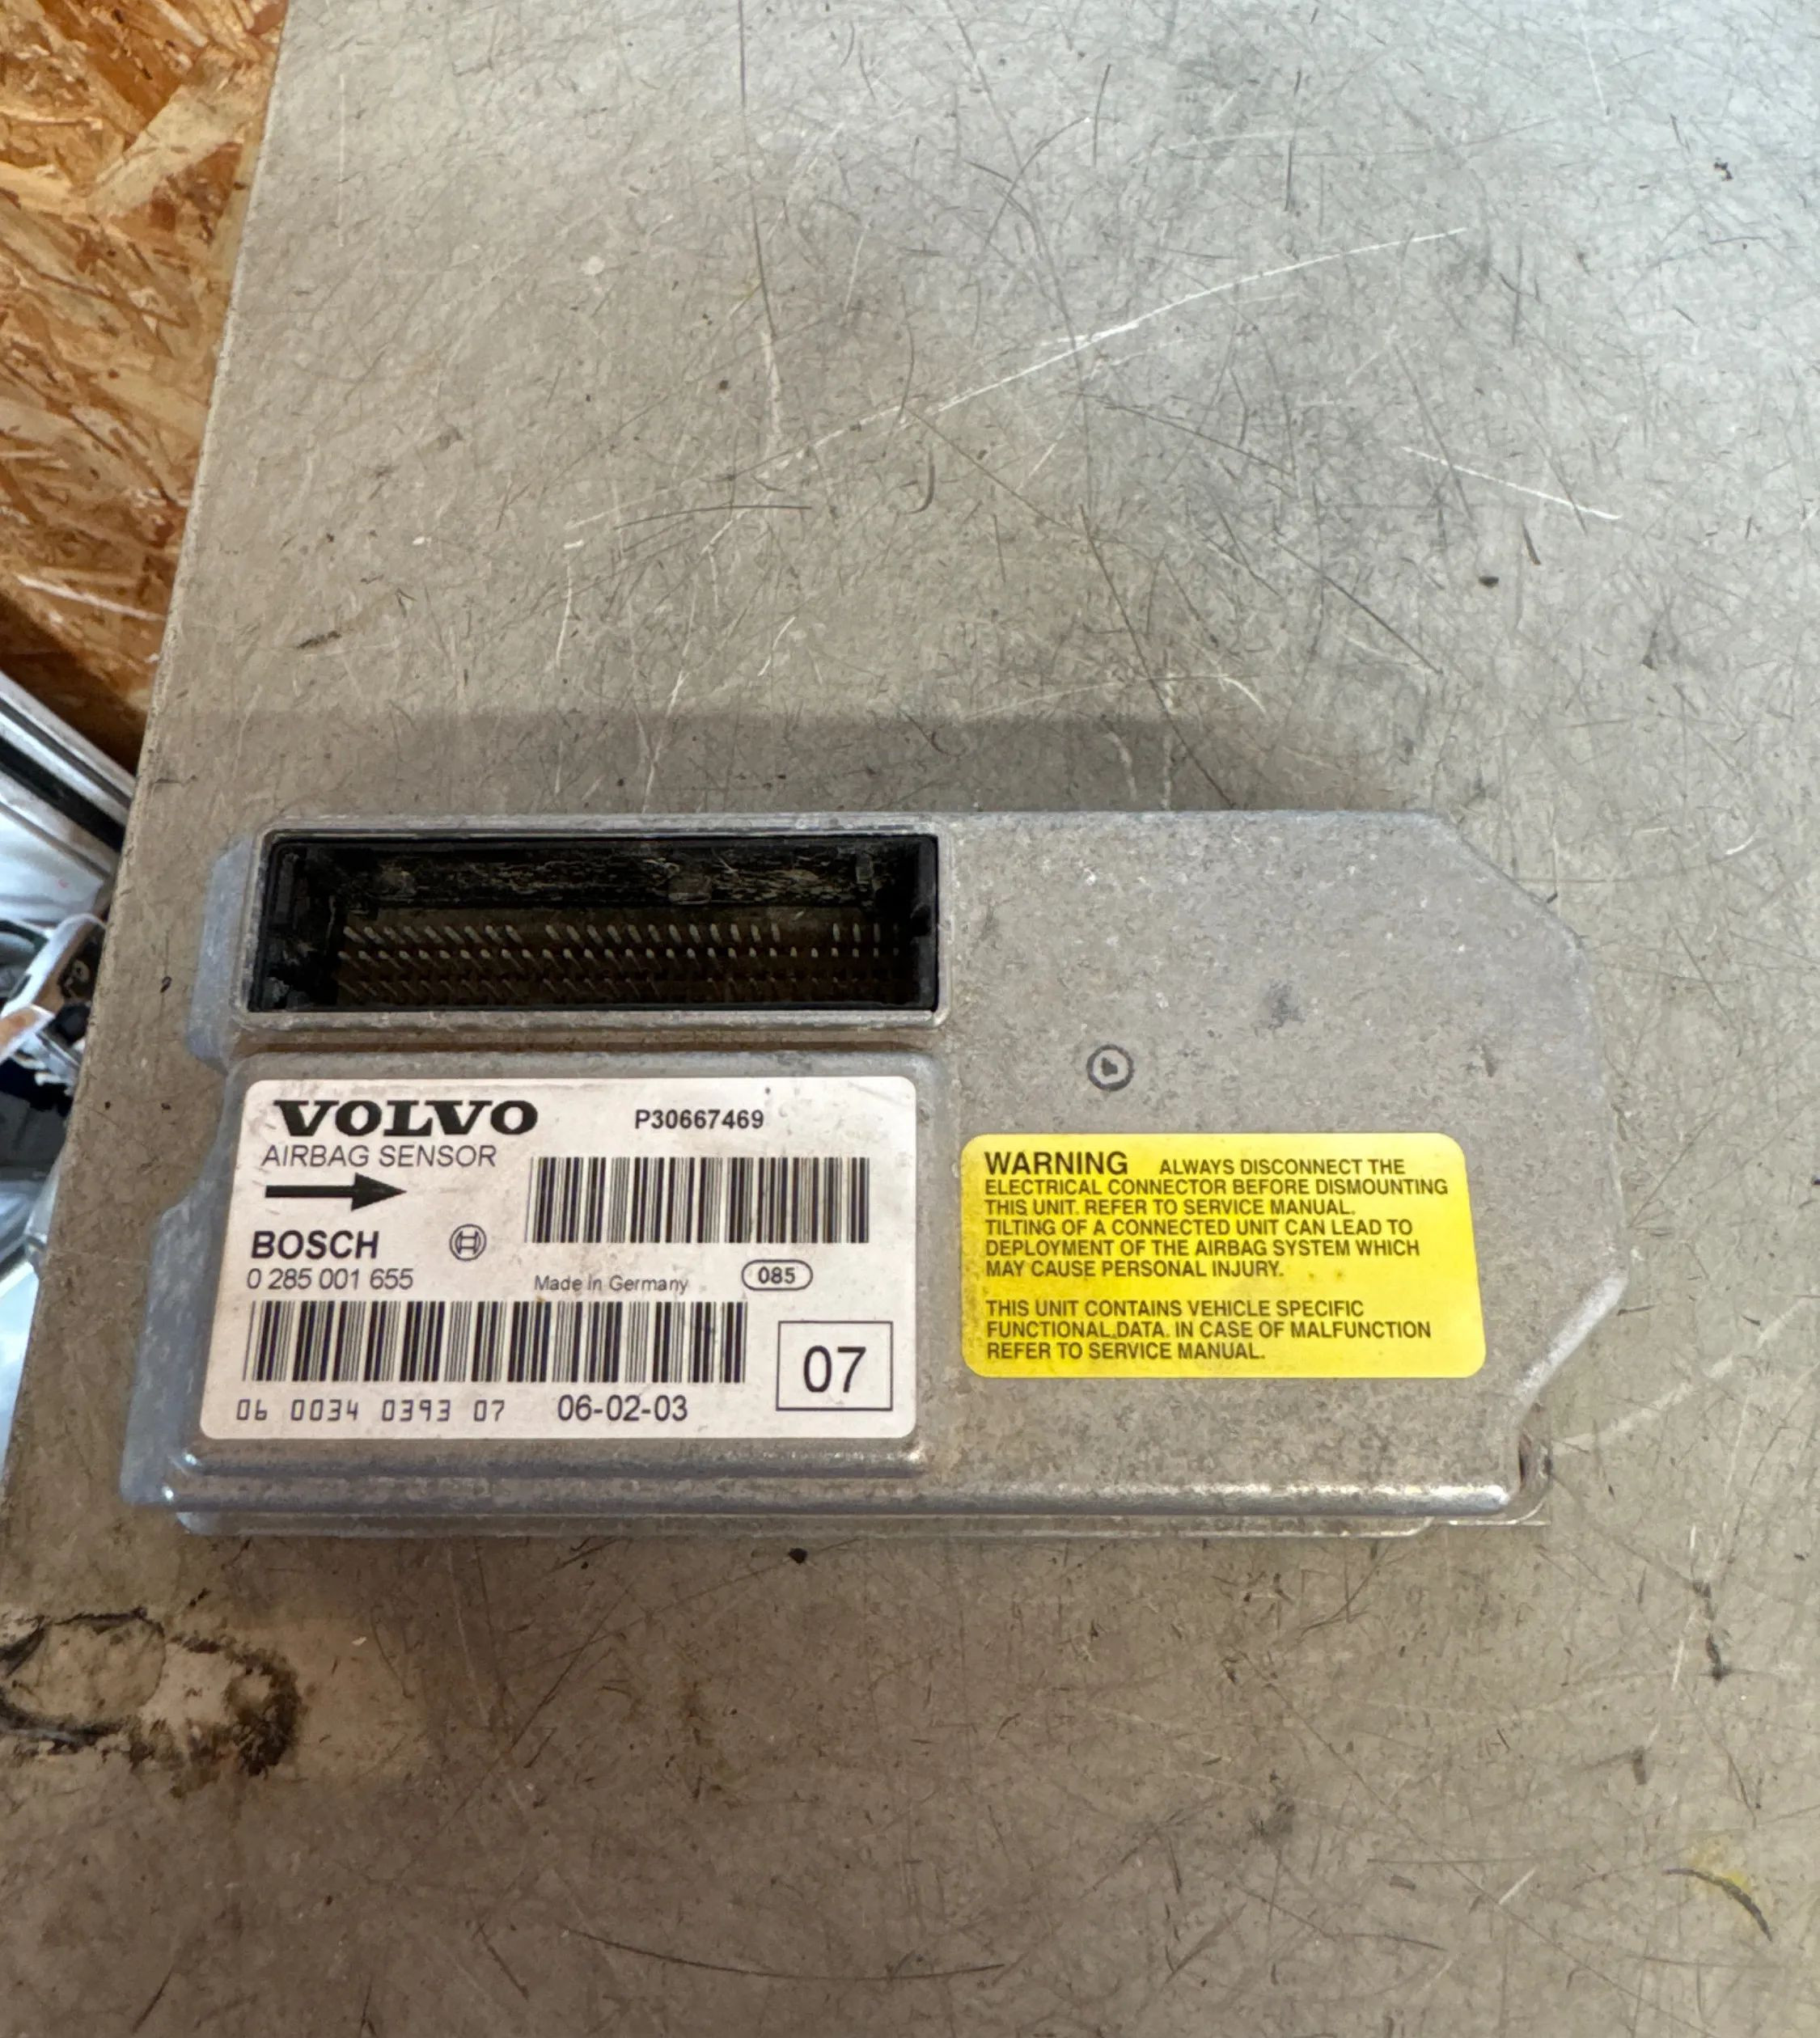 VOLVO
P30667469
AIRBAG SENSOR
BOSCH
0 285 001 655
Made in Germany
085
07
06 0034 0393 07
06-02-03
WARNING ALWAYS DISCONNECT THE
ELECTRICAL CONNECTOR BEFORE DISMOUNTING
THIS UNIT. REFER TO SERVICE MANUAL.
TILTING OF A CONNECTED UNIT CAN LEAD TO
DEPLOYMENT OF THE AIRBAG SYSTEM WHICH
MAY CAUSE PERSONAL INJURY.
THIS UNIT CONTAINS VEHICLE SPECIFIC
FUNCTIONAL DATA. IN CASE OF MALFUNCTION
REFER TO SERVICE MANUAL.